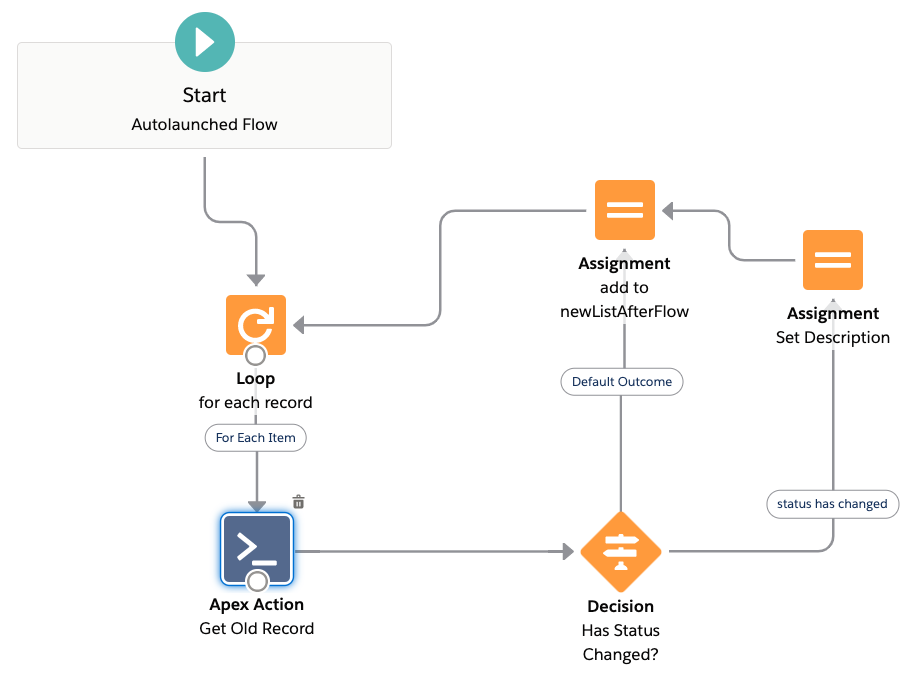 Start
Autolaunched Flow
Assignment
add to
newListAfterFlow
Assignment
Set Description
Loop
for each record
Default Outcome
For Each Item
status has changed
Apex Action
Get Old Record
Decision
Has Status
Changed?